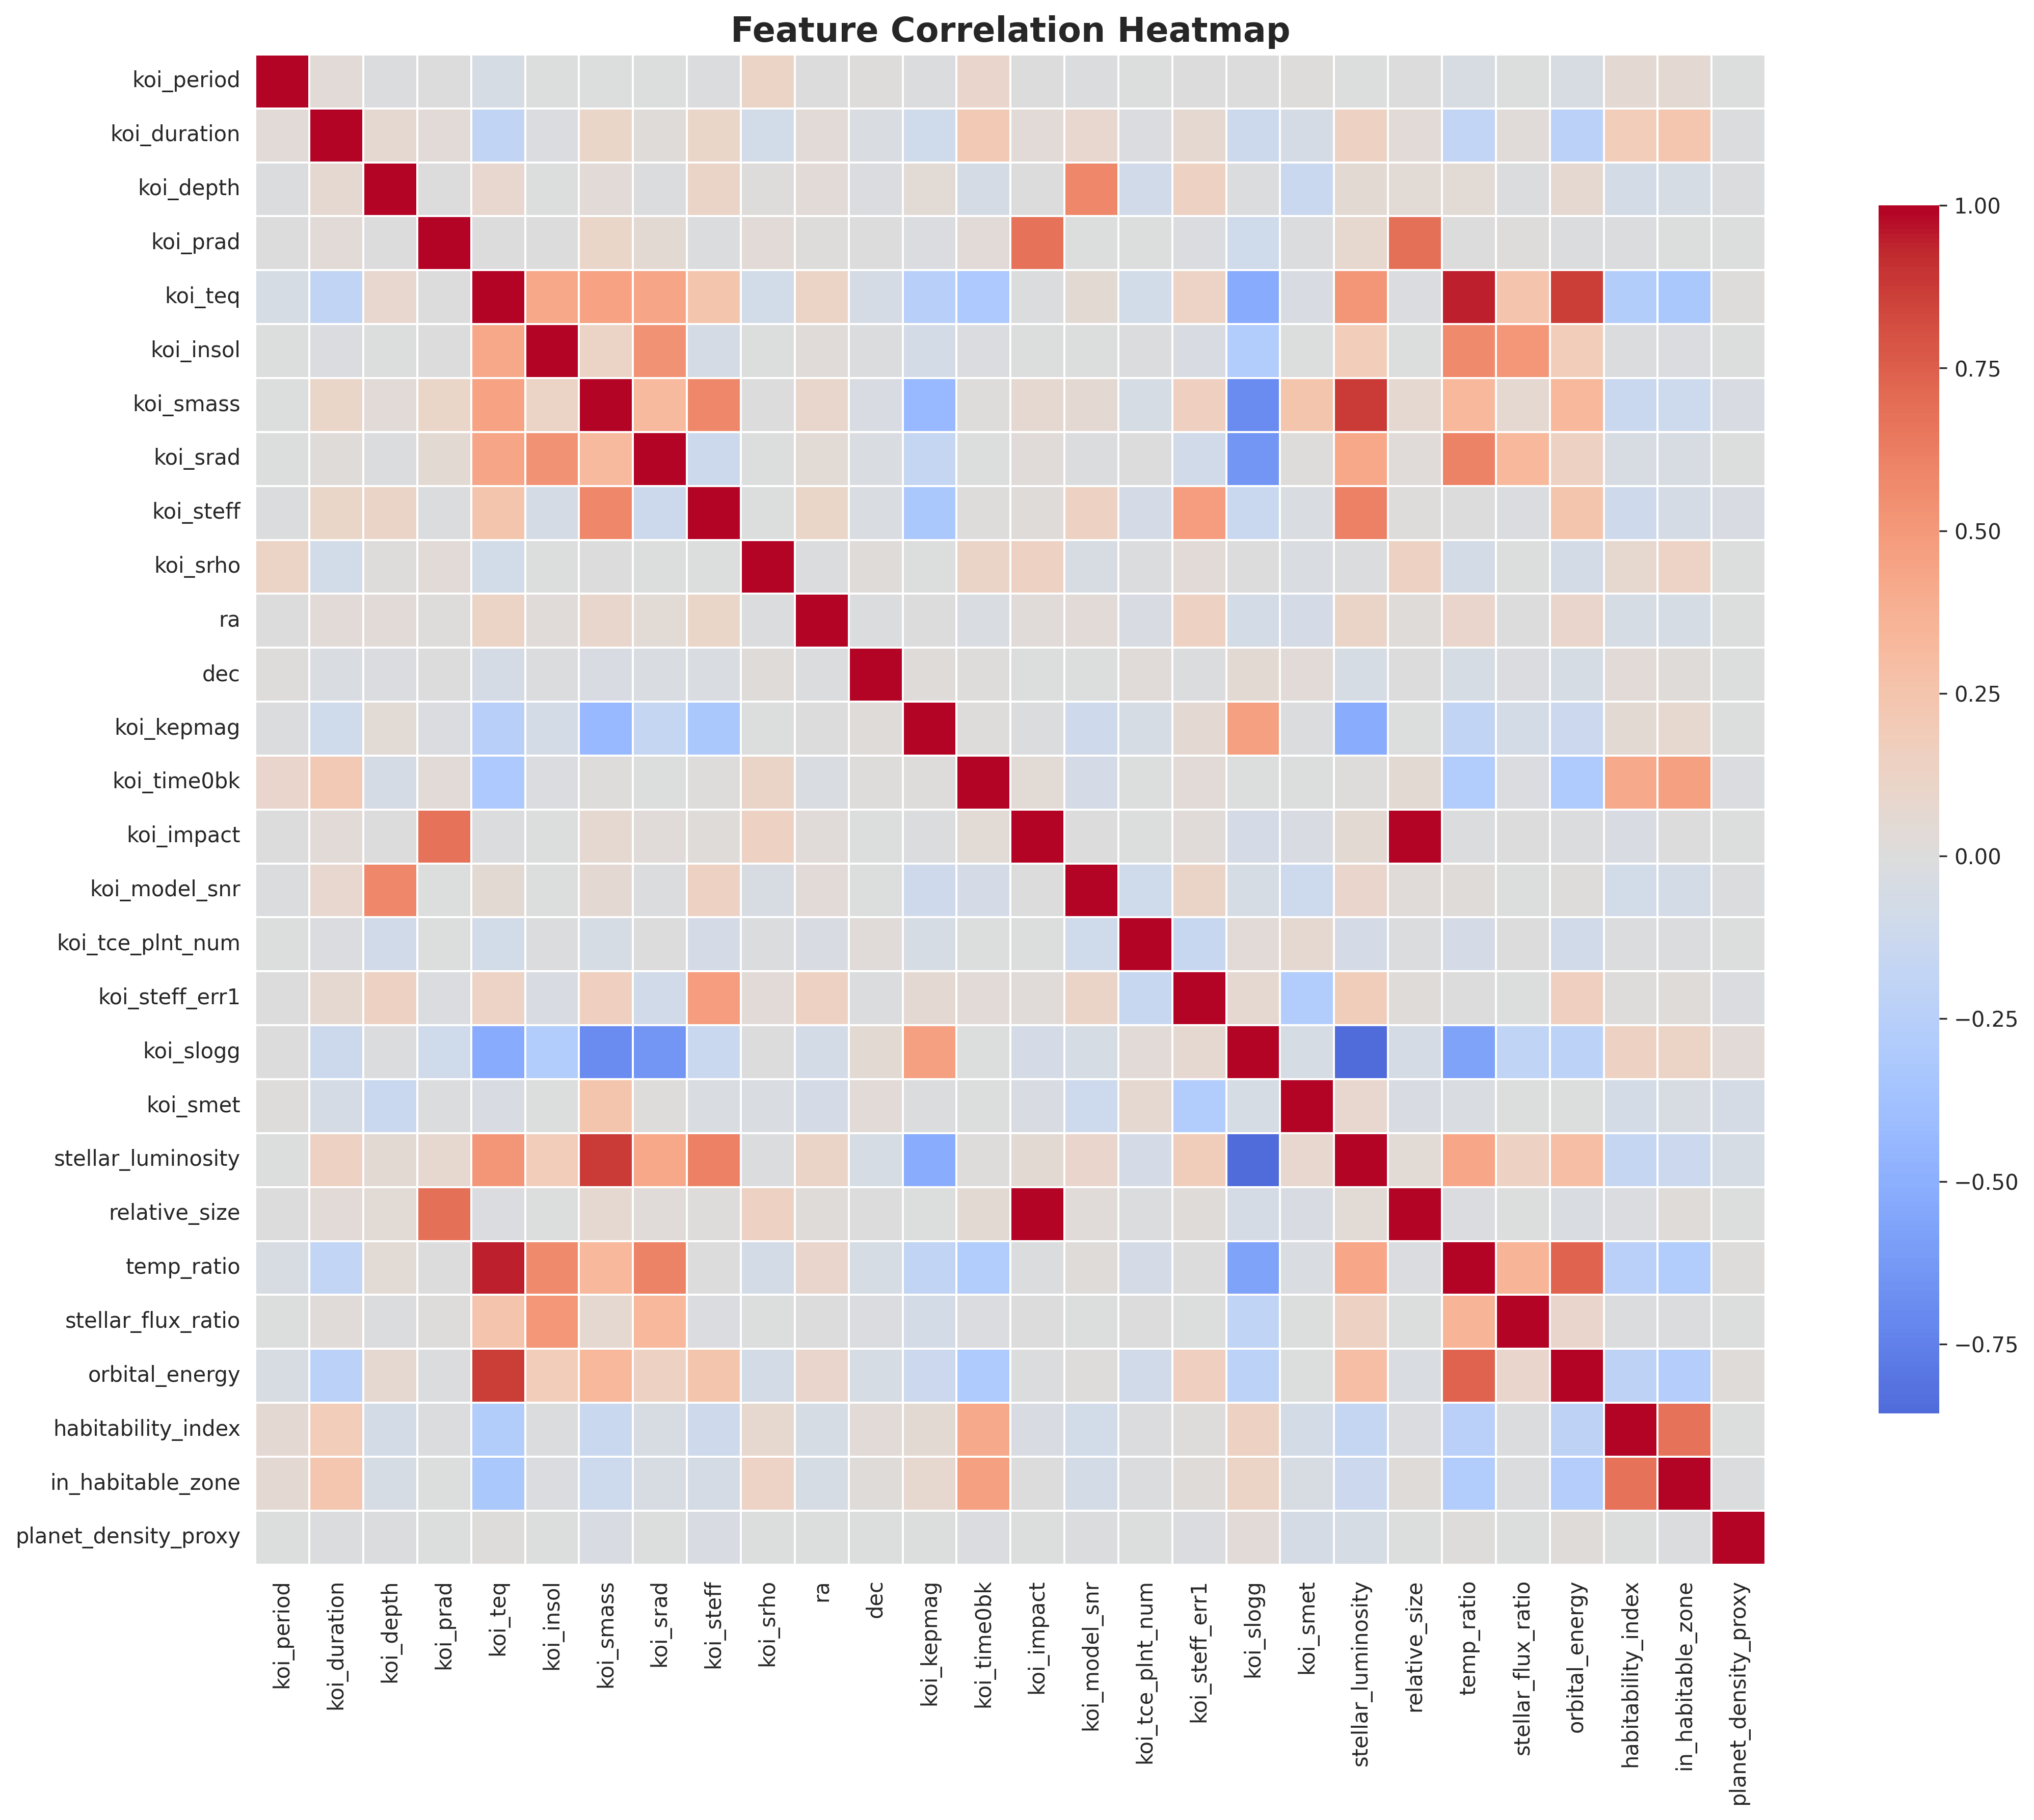 Feature Correlation Heatmap
koi_period
koi_duration
koi_depth
koi_prad
koi_teq
koi_insol
koi_smass
koi_srad
koi_steff
koi_srho
ra
dec
koi_kepmag
koi_time0bk
koi_impact
koi_model_snr
koi_tce_plnt_num
koi_steff_err1
koi_slogg
koi_smet
stellar_luminosity
relative_size
temp_ratio
stellar_flux_ratio
orbital_energy
habitability_index
in_habitable_zone
planet_density_proxy
koi_period
koi_duration
koi_depth
koi_prad
koi_teq
koi_insol
koi_smass
koi_srad
koi_steff
koi_srho
ra
dec
koi_kepmag
koi_time0bk
koi_impact
koi_model_snr
koi_tce_plnt_num
koi_steff_err1
koi_slogg
koi_smet
stellar_luminosity
relative_size
temp_ratio
stellar_flux_ratio
orbital_energy
habitability_index
in_habitable_zone
planet_density_proxy
1.00
0.75
0.50
0.25
0.00
−0.25
−0.50
−0.75